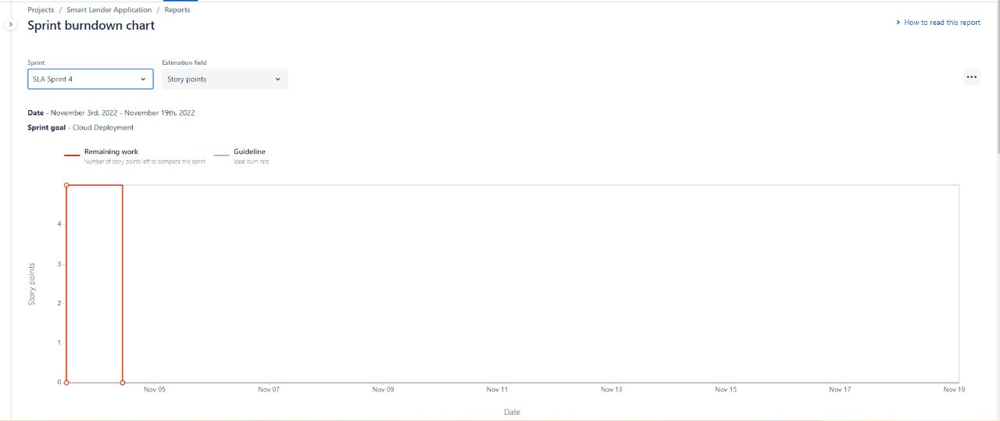 Projects / Smart Lender Application / Reports
Sprint burndown chart
How to read this report
Sprint
Estimation field
SLA Sprint 4
Story points
Date - November 3rd, 2022 - November 19th, 2022
Sprint goal - Cloud Deployment
Remaining work
Number of story points left to complete this sprint
Guideline
Ideal burn rate
4
3
2
1
0
Story points
Nov 05 Nov 07 Nov 09 Nov 11 Nov 13 Nov 15 Nov 17 Nov 19
Date